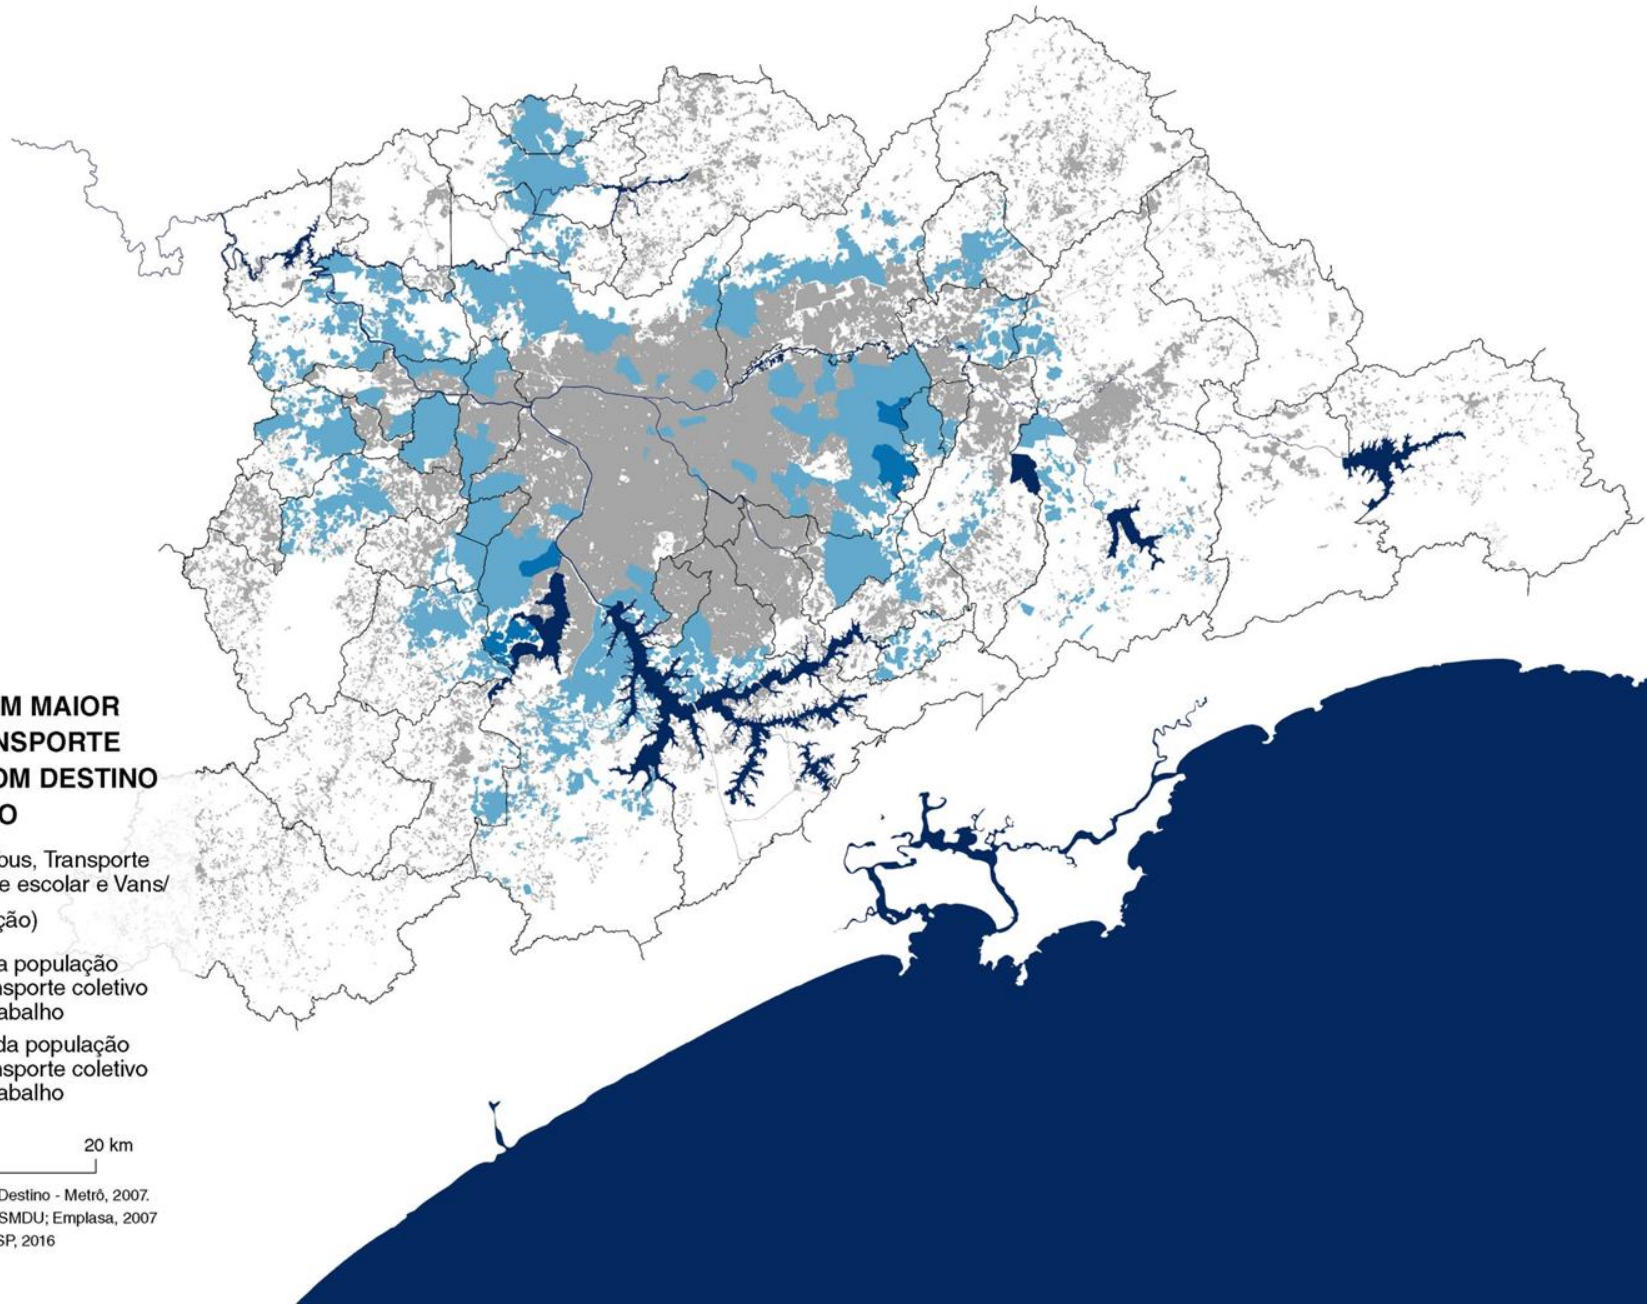 M MAIOR
NSPORTE
OM DESTINO
O
bus, Transporte
e escolar e Vans/
ção)
a população
nsporte coletivo
abalho
da população
nsporte coletivo
abalho
20 km
Destino - Metrô, 2007.
SMDU; Emplasa, 2007
SP, 2016